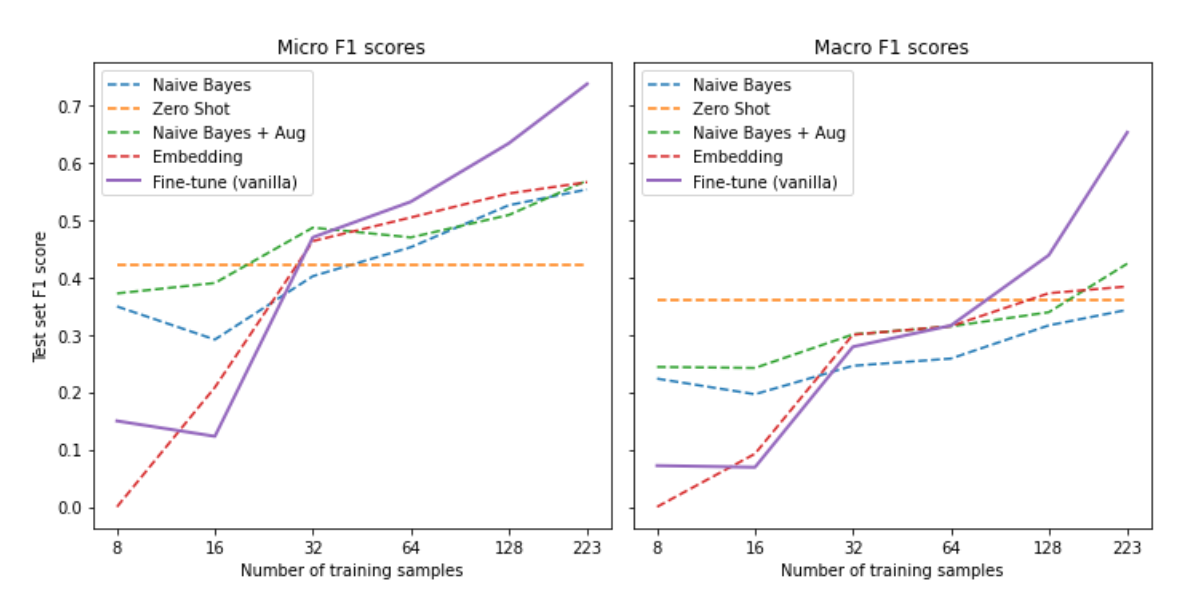 Micro F1 scores
Naive Bayes
Zero Shot
Naive Bayes + Aug
Embedding
Fine-tune (vanilla)
0.7
0.6
0.5
0.4
0.3
0.2
0.1
0.0
Test set F1 score
8 16 32 64 128 223
Number of training samples
Macro F1 scores
Naive Bayes
Zero Shot
Naive Bayes + Aug
Embedding
Fine-tune (vanilla)
8 16 32 64 128 223
Number of training samples